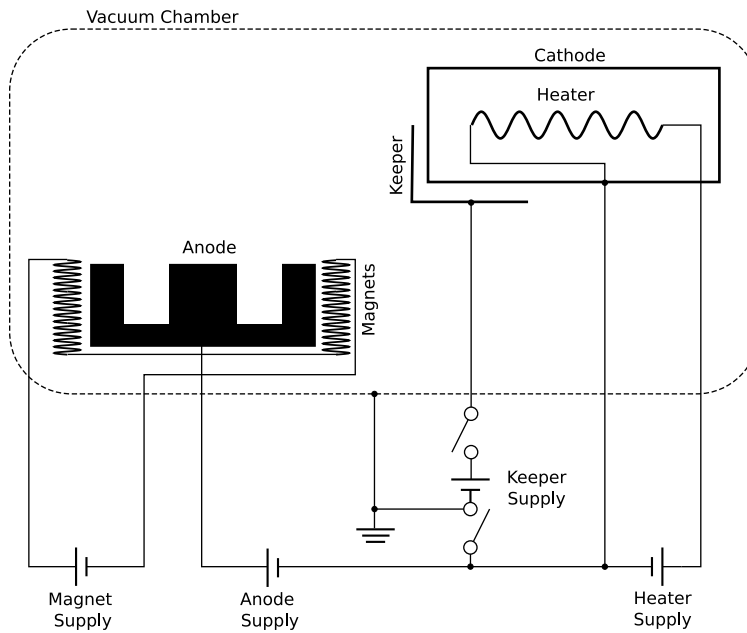 Vacuum Chamber
Cathode
Heater
Keeper
Anode
Magnets
Keeper
Supply
Magnet
Supply
Anode
Supply
Heater
Supply